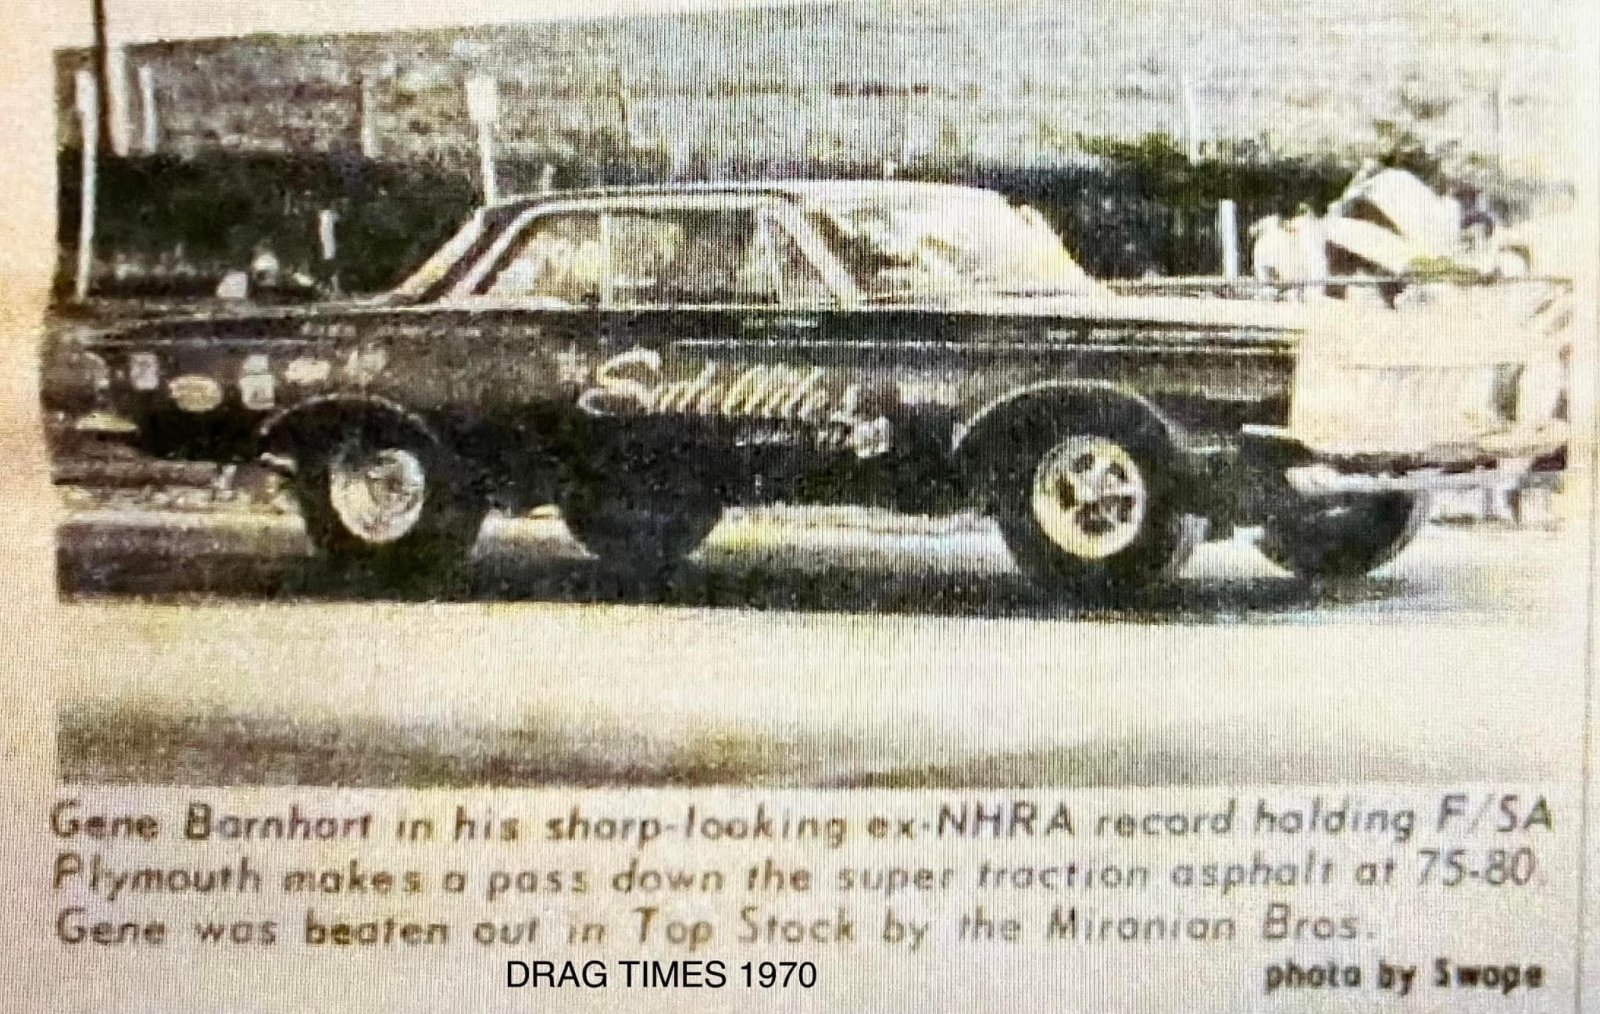 Satellite
Gene Barnhart in his sharp-looking ex-NHRA record holding F/SA
Plymouth makes a pass down the super traction asphalt at 75-80.
Gene was beaten out in Top Stock by the Miranian Bros.
DRAG TIMES 1970
photo by Swope